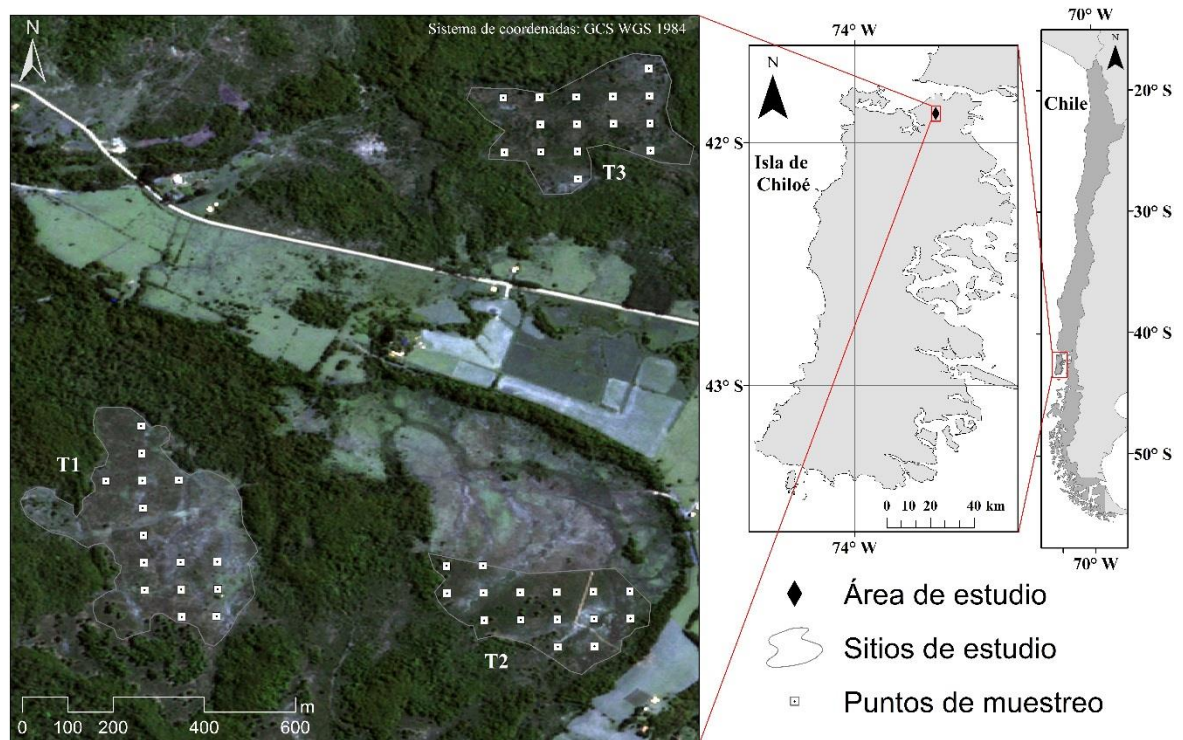 Sistema de coordenadas: GCS WGS 1984
N
T3
T1
T2
0 100 200 400 600 m
74° W
N
42° S
Isla de
Chiloé
43° S
0 10 20 40 km
74° W
70° W
N
Chile
20° S
30° S
40° S
50° S
70° W
Área de estudio
Sitios de estudio
Puntos de muestreo